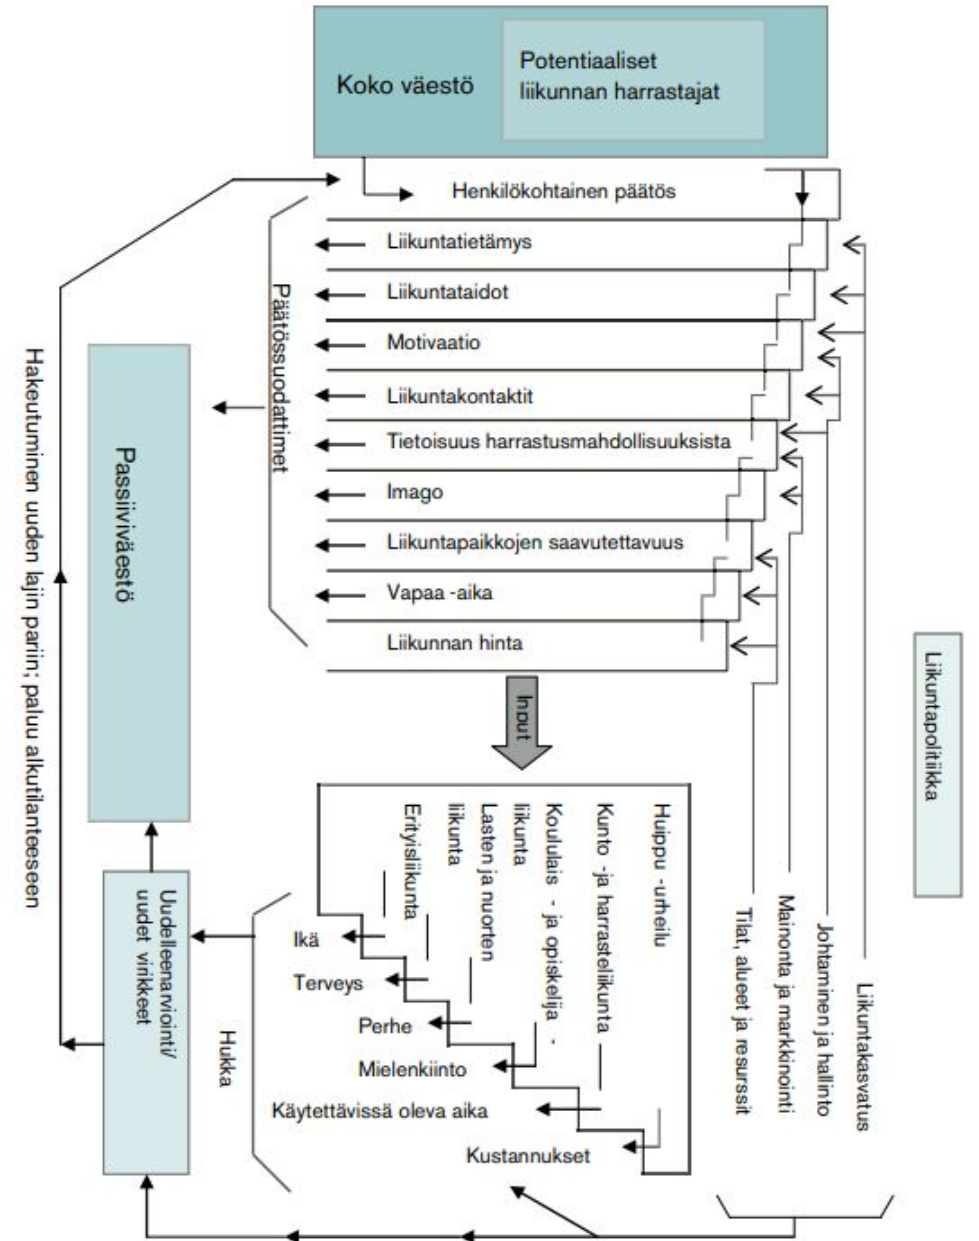 Koko väestö
Potentiaaliset
liikunnan harrastajat
Henkilökohtainen päätös
Liikuntatietämys
Liikuntataidot
Motivaatio
Liikuntakontaktit
Tietoisuus harrastusmahdollisuuksista
Imago
Liikuntapaikkojen saavutettavuus
Vapaa -aika
Liikunnan hinta
Päätössuodattimet
Passiiviväestö
Hakeutuminen uuden lajin pariin; paluu alkutilanteeseen
Input
Liikuntapolitiikka
Huippu -urheilu
Kunto -ja harrasteliikunta
Koululais - ja opiskelija -
liikunta
Lasten ja nuorten
liikunta
Erityisliikunta
Ikä
Terveys
Perhe
Mielenkiinto
Käytettävissä oleva aika
Kustannukset
Hukka
Uudelleenarviointi/
uudet virikkeet
Liikuntakasvatus
Johtaminen ja hallinto
Mainonta ja markkinointi
Tilat, alueet ja resurssit